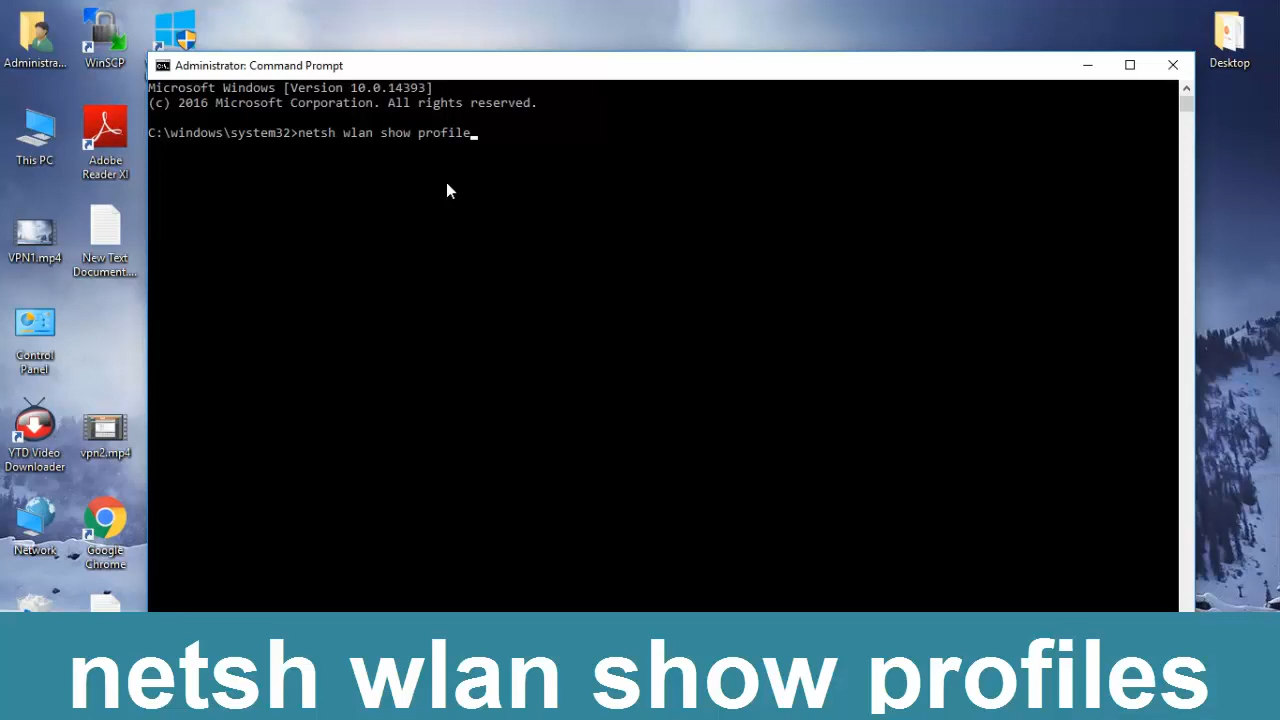 Administra...
WinSCP
Desktop
Administrator: Command Prompt
Microsoft Windows [Version 10.0.14393]
(c) 2016 Microsoft Corporation. All rights reserved.
C:\windows\system32>netsh wlan show profile
This PC
Adobe
Reader XI
VPN1.mp4
New Text
Document....
Control
Panel
YTD Video
Downloader
vpn2.mp4
Network
Google
Chrome
netsh wlan show profiles